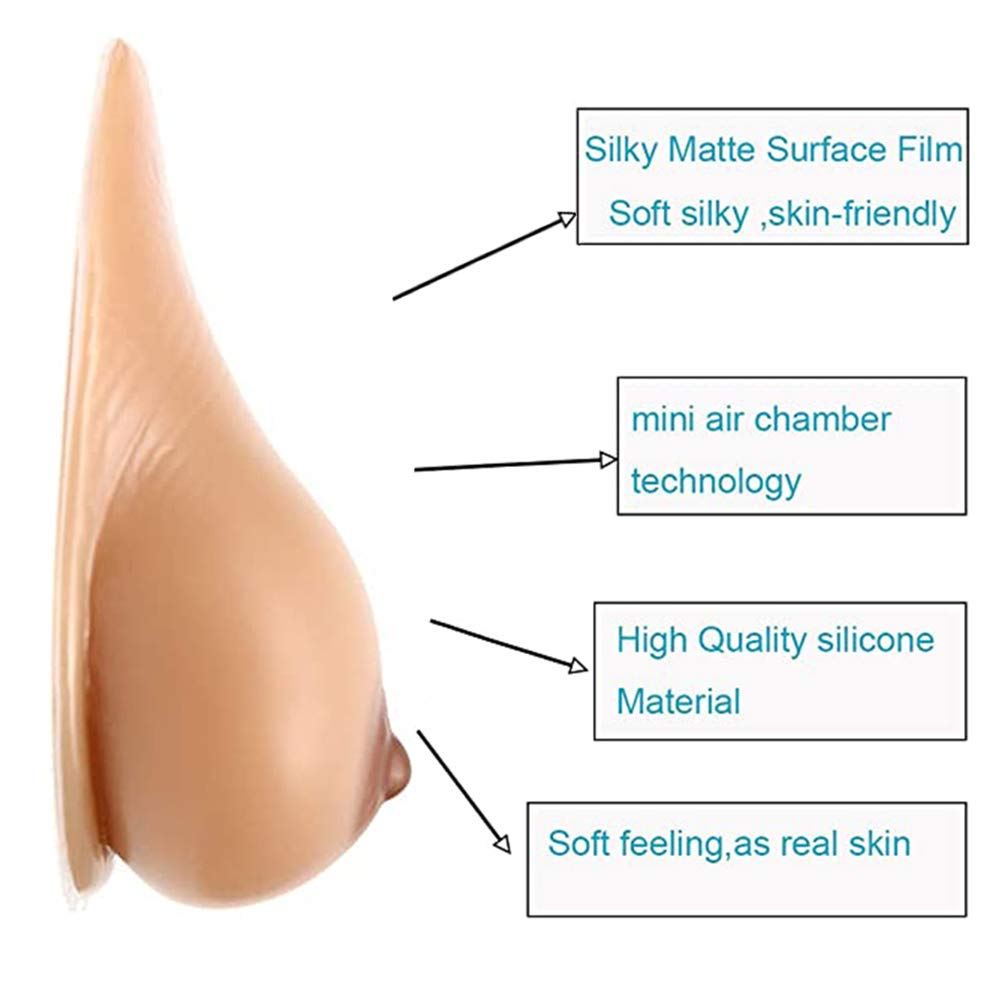 Silky Matte Surface Film
Soft silky ,skin-friendly
mini air chamber
technology
High Quality silicone
Material
Soft feeling,as real skin